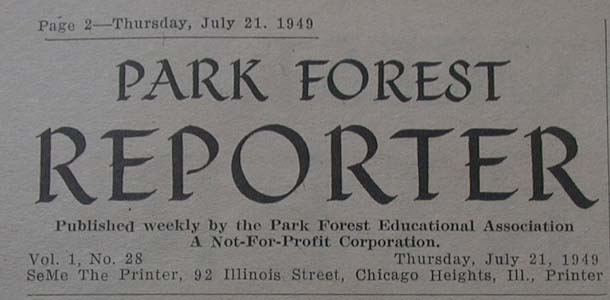 Page 2—Thursday, July 21. 1949
PARK FOREST
REPORTER
Published weekly by the Park Forest Educational Association
A Not-For-Profit Corporation.
Vol. 1, No. 28 Thursday, July 21, 1949
SeMe The Printer, 92 Illinois Street, Chicago Heights, Ill., Printer